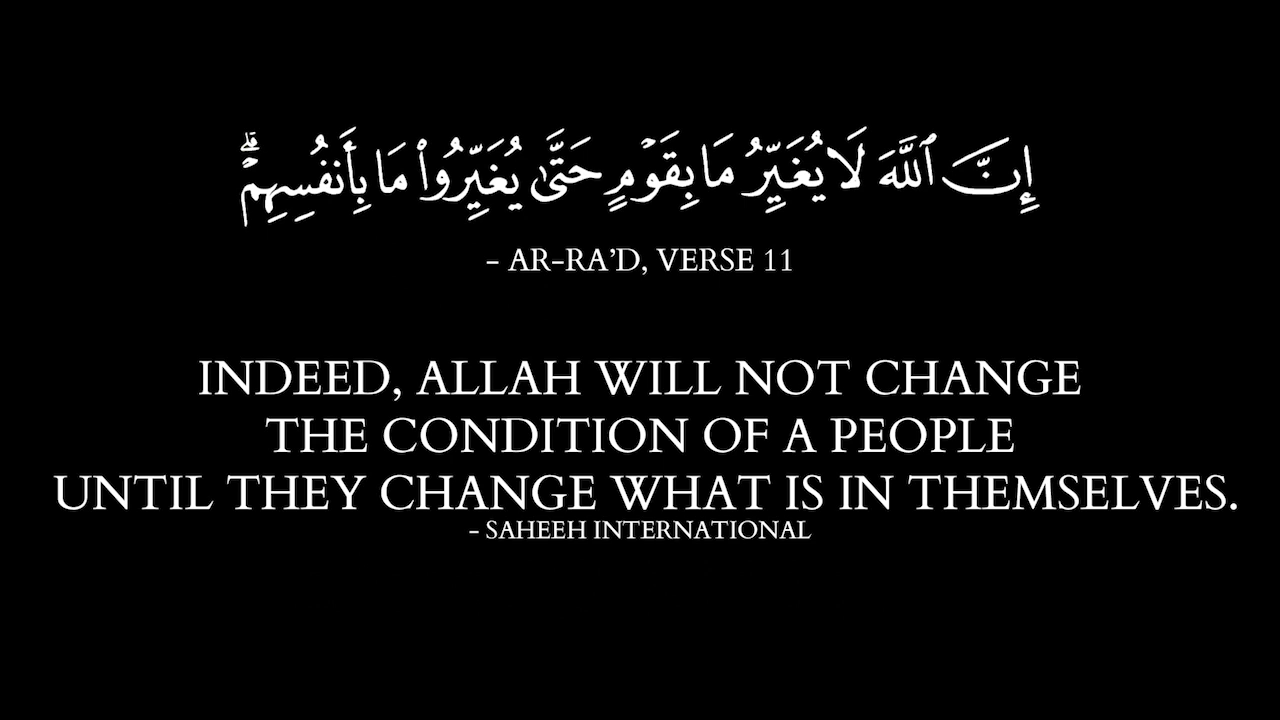 إِنَّ ٱللَّهَ لَا يُغَيِّرُ مَا بِقَوْمٍ حَتَّىٰ يُغَيِّرُوا۟ مَا بِأَنفُسِهِمْ ۗ
- AR-RA’D, VERSE 11
INDEED, ALLAH WILL NOT CHANGE
THE CONDITION OF A PEOPLE
UNTIL THEY CHANGE WHAT IS IN THEMSELVES.
- SAHEEH INTERNATIONAL